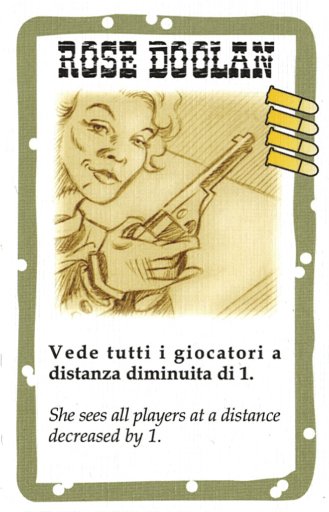 ROSE DOOLAN
Vede tutti i giocatori a
distanza diminuita di 1.
She sees all players at a distance
decreased by 1.